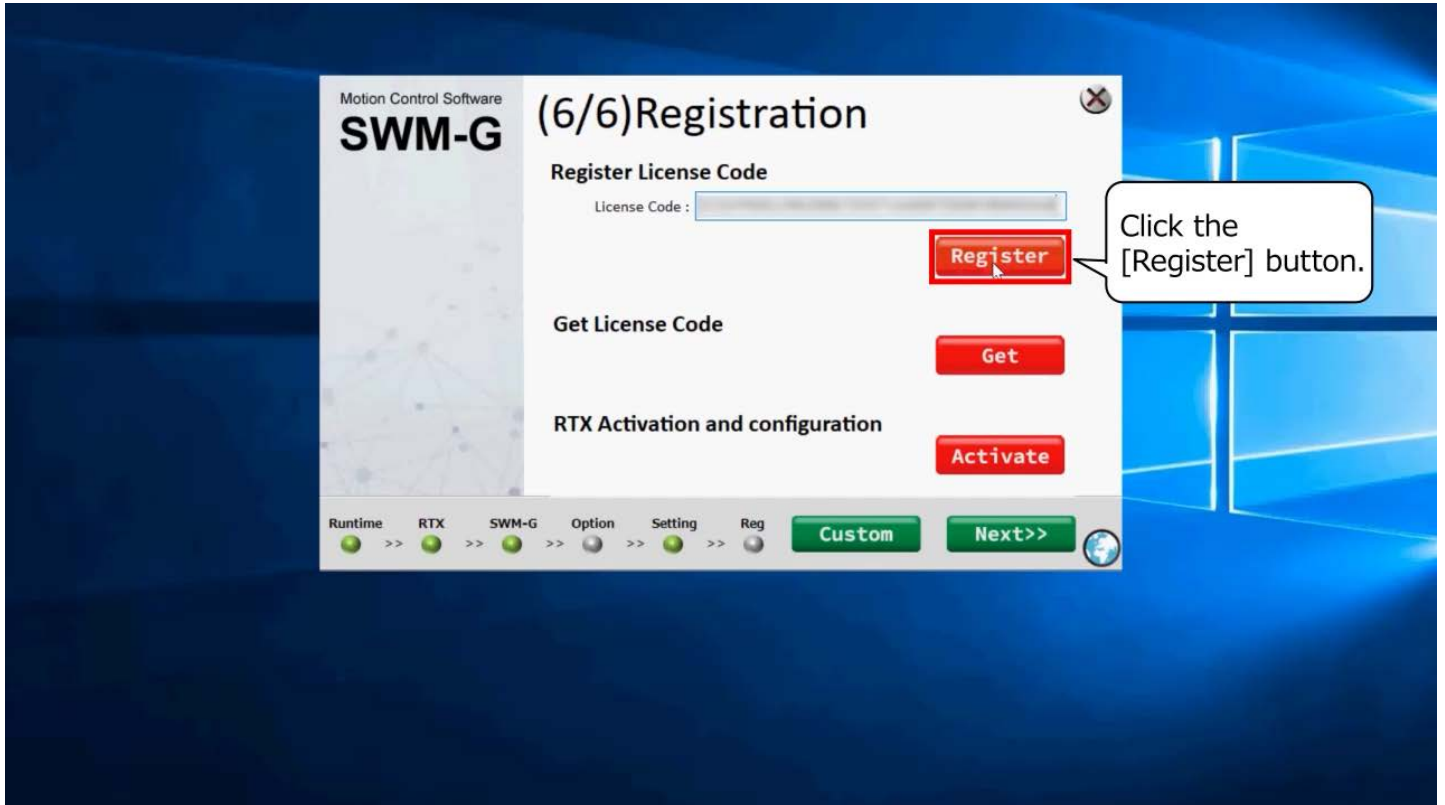 Motion Control Software
SWM-G
(6/6)Registration
Register License Code
License Code :
Register
Click the
[Register] button.
Get License Code
Get
RTX Activation and configuration
Activate
Runtime >> RTX >> SWM-G >> Option >> Setting >> Reg
Custom
Next>>